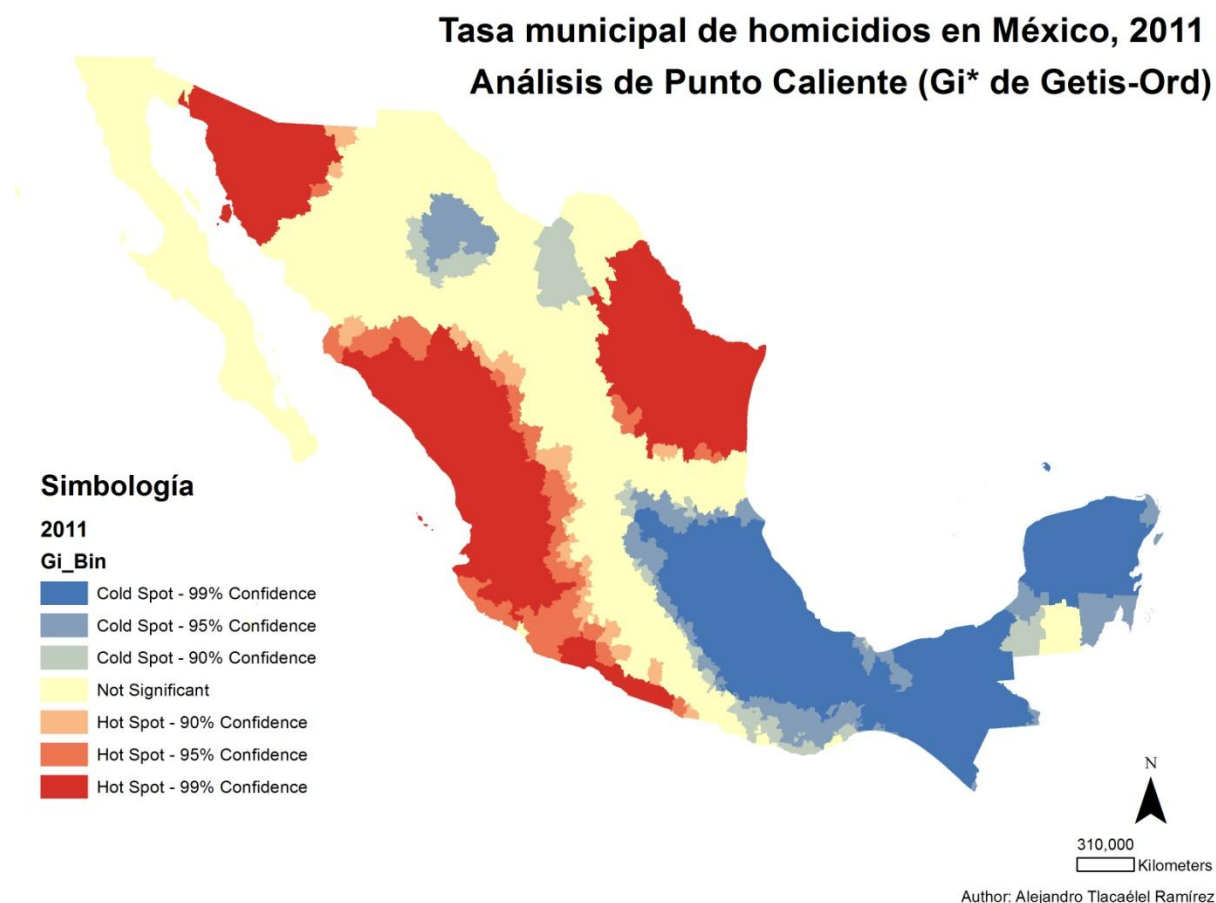 Tasa municipal de homicidios en México, 2011
Análisis de Punto Caliente (Gi* de Getis-Ord)
Simbología
2011
Gi_Bin
Cold Spot - 99% Confidence
Cold Spot - 95% Confidence
Cold Spot - 90% Confidence
Not Significant
Hot Spot - 90% Confidence
Hot Spot - 95% Confidence
Hot Spot - 99% Confidence
N
310,000
Kilometers
Author: Alejandro Tlacaélel Ramírez